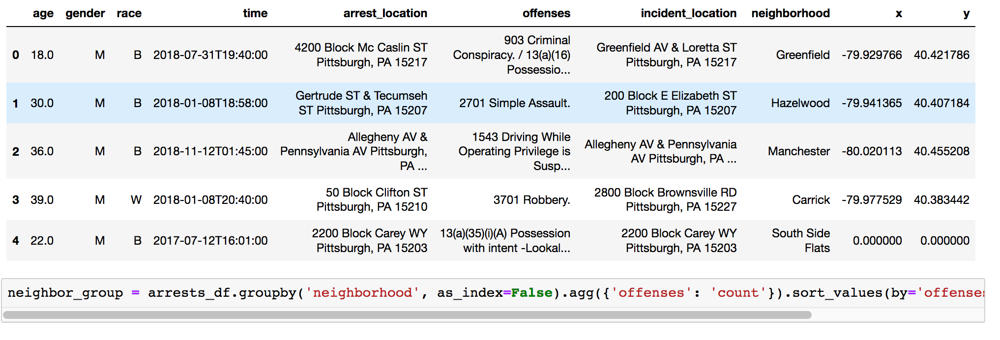 age gender race time arrest_location offenses incident_location neighborhood x y
0 18.0 M B 2018-07-31T19:40:00 4200 Block Mc Caslin ST Pittsburgh, PA 15217 903 Criminal Conspiracy. / 13(a)(16) Possessio... Greenfield AV & Loretta ST Pittsburgh, PA 15217 Greenfield -79.929766 40.421786
1 30.0 M B 2018-01-08T18:58:00 Gertrude ST & Tecumseh ST Pittsburgh, PA 15207 2701 Simple Assault. 200 Block E Elizabeth ST Pittsburgh, PA 15207 Hazelwood -79.941365 40.407184
2 36.0 M B 2018-11-12T01:45:00 Allegheny AV & Pennsylvania AV Pittsburgh, PA ... 1543 Driving While Operating Privilege is Susp... Allegheny AV & Pennsylvania AV Pittsburgh, PA ... Manchester -80.020113 40.455208
3 39.0 M W 2018-01-08T20:40:00 50 Block Clifton ST Pittsburgh, PA 15210 3701 Robbery. 2800 Block Brownsville RD Pittsburgh, PA 15227 Carrick -79.977529 40.383442
4 22.0 M B 2017-07-12T16:01:00 2200 Block Carey WY Pittsburgh, PA 15203 13(a)(35)(i)(A) Possession with intent -Lookal... 2200 Block Carey WY Pittsburgh, PA 15203 South Side Flats 0.000000 0.000000
neighbor_group = arrests_df.groupby('neighborhood', as_index=False).agg({'offenses': 'count'}).sort_values(by='offenses